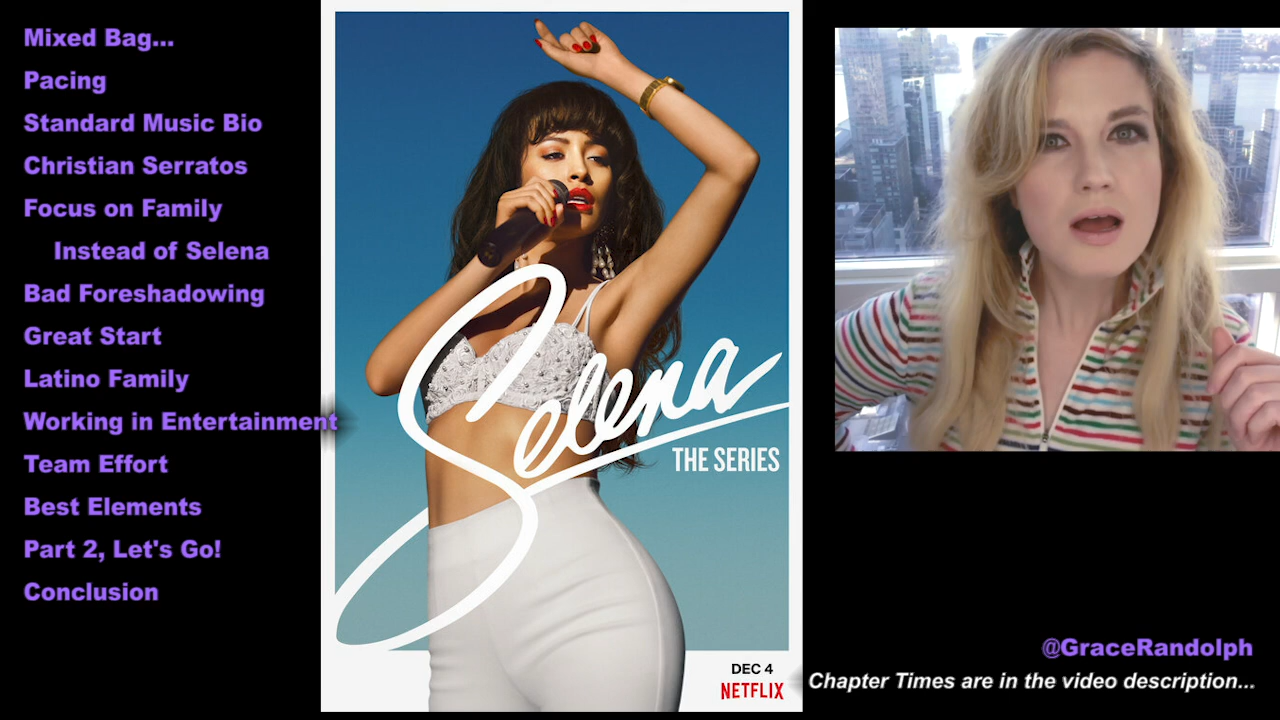 Mixed Bag...
Pacing
Standard Music Bio
Christian Serratos
Focus on Family
Instead of Selena
Bad Foreshadowing
Great Start
Latino Family
Working in Entertainment
Team Effort
Best Elements
Part 2, Let's Go!
Conclusion
Selena
THE SERIES
DEC 4
NETFLIX
@GraceRandolph
Chapter Times are in the video description...